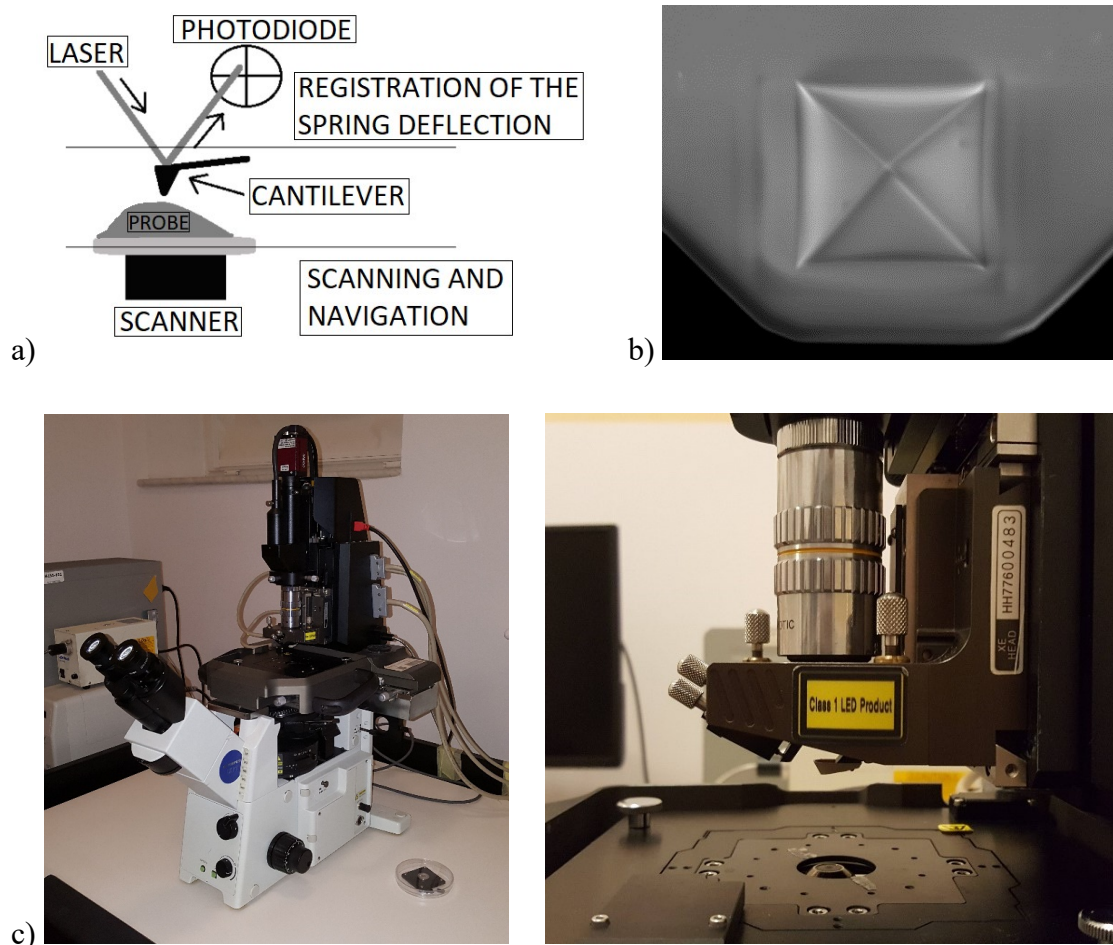 PHOTODIODE
LASER
REGISTRATION OF THE
SPRING DEFLECTION
CANTILEVER
PROBE
SCANNING AND
NAVIGATION
SCANNER
a)
b)
Class 1 LED Product
XE
HEAD
HH77600483
c)